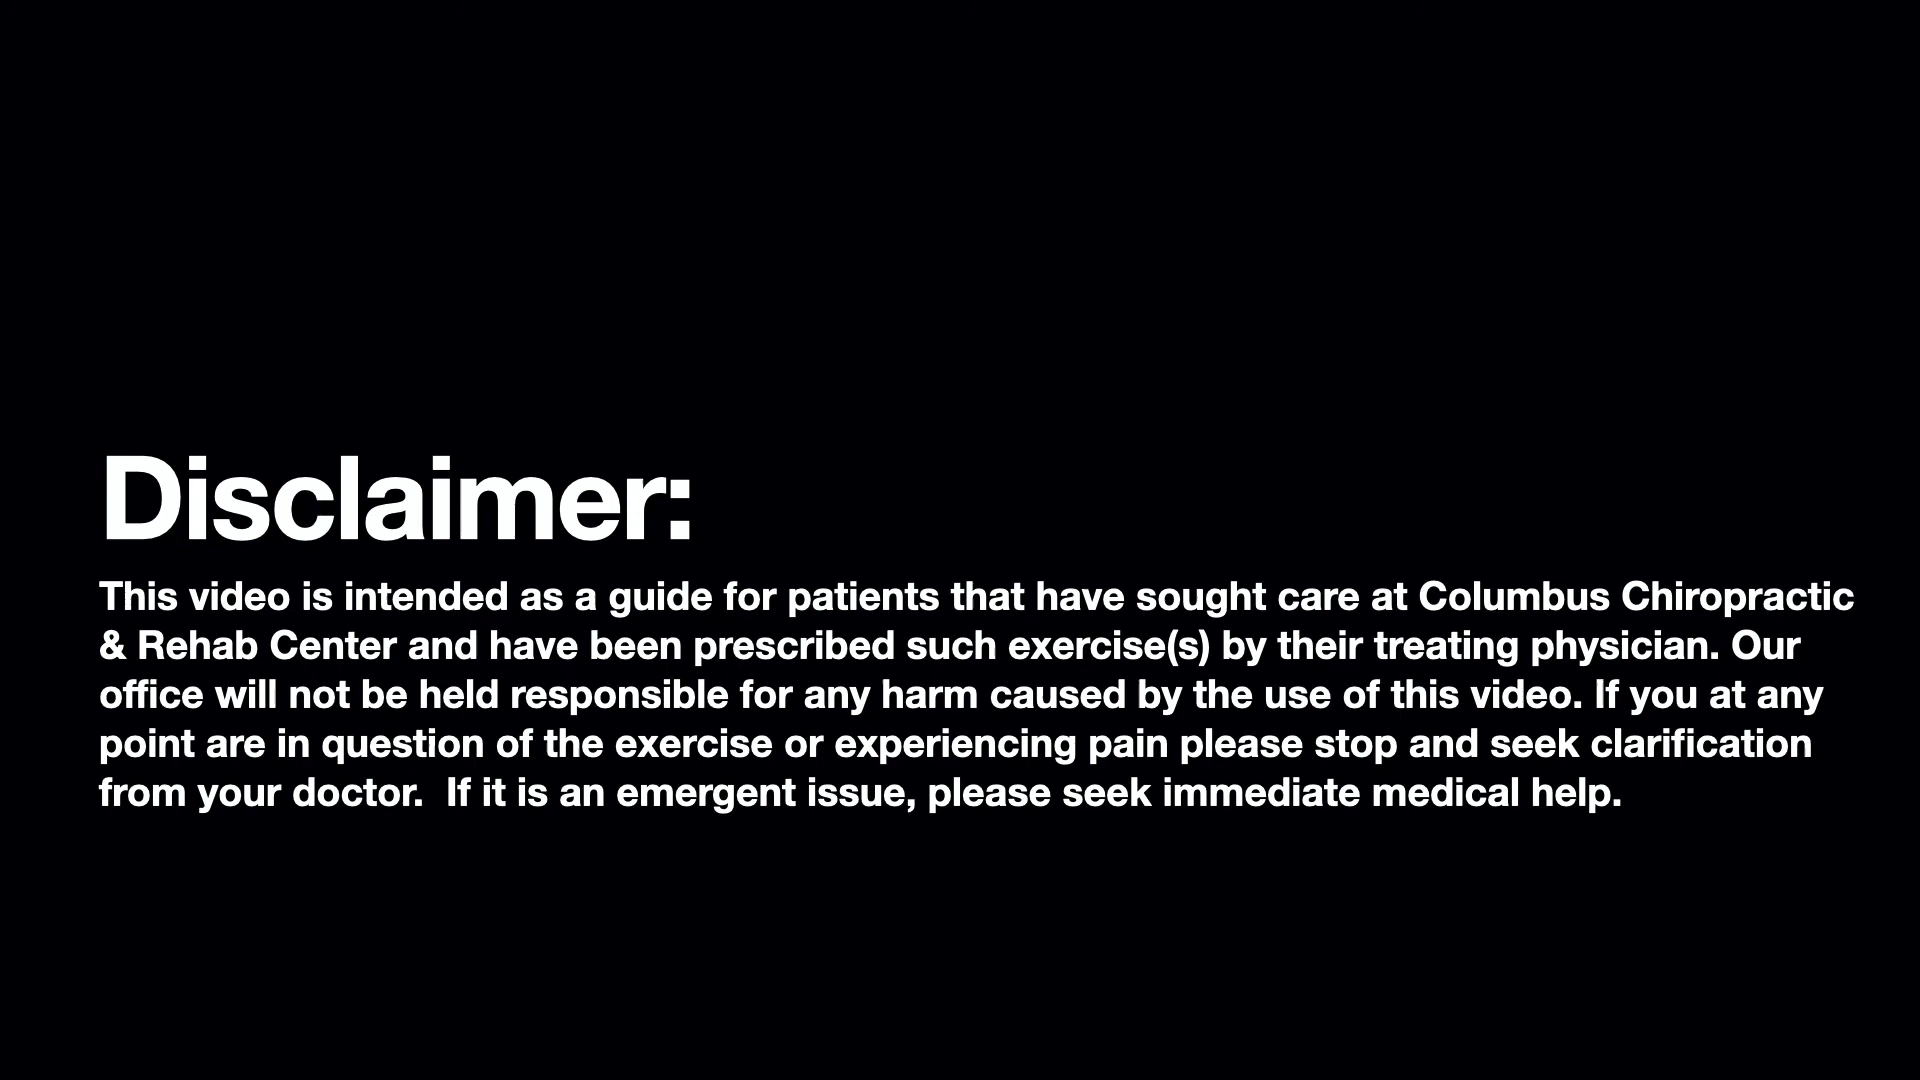 Disclaimer:
This video is intended as a guide for patients that have sought care at Columbus Chiropractic
& Rehab Center and have been prescribed such exercise(s) by their treating physician. Our
office will not be held responsible for any harm caused by the use of this video. If you at any
point are in question of the exercise or experiencing pain please stop and seek clarification
from your doctor.  If it is an emergent issue, please seek immediate medical help.